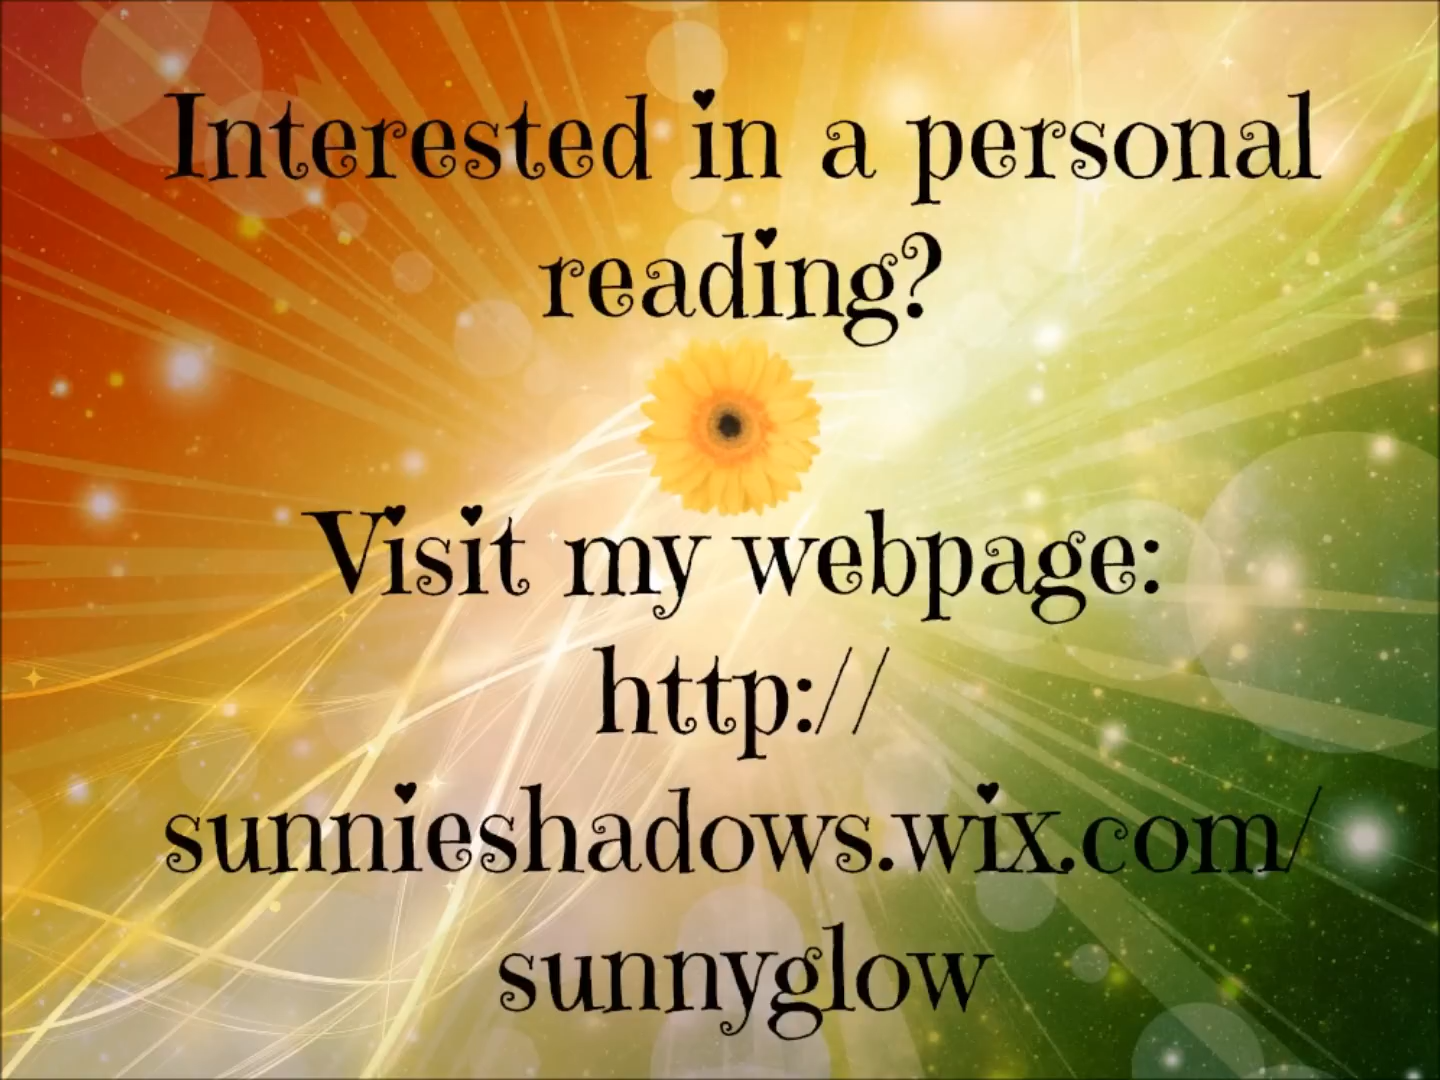 Interested in a personal
reading?
Visit my webpage:
http://
sunnieshadows.wix.com/
sunnyglow